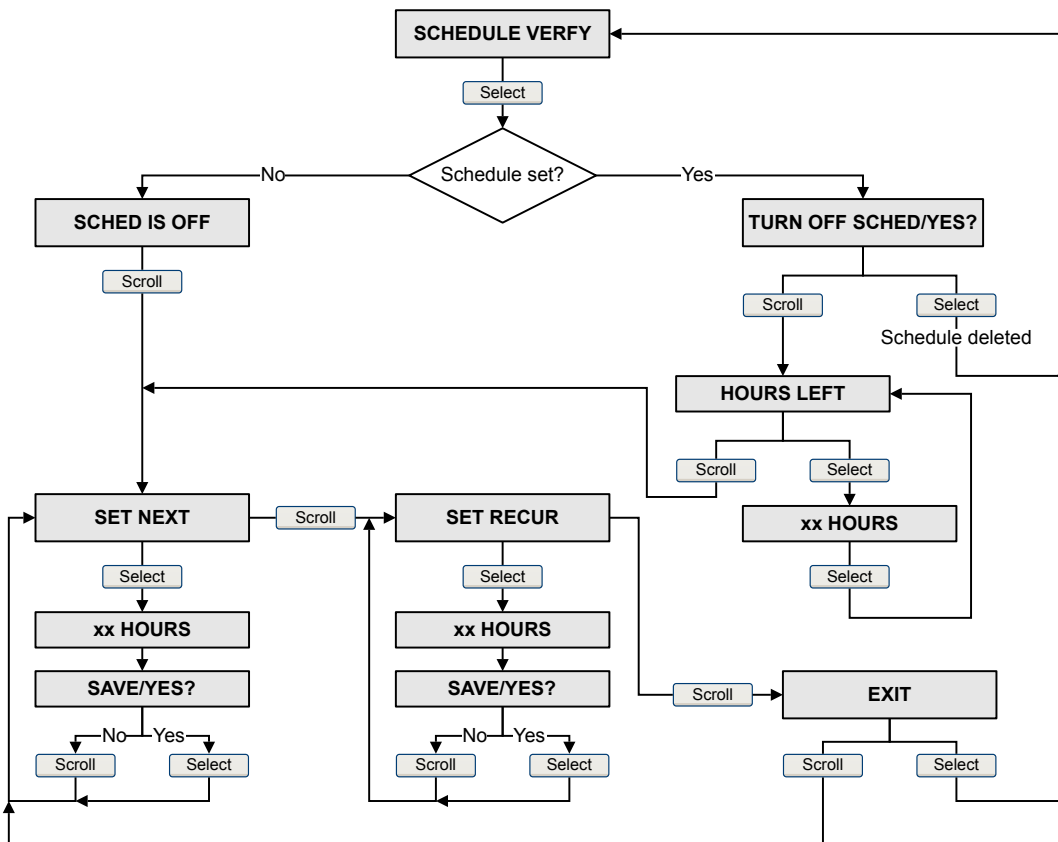 SCHEDULE VERFY
Select
Schedule set?
No
Yes
SCHED IS OFF
TURN OFF SCHED/YES?
Scroll
Scroll
Select
Schedule deleted
HOURS LEFT
Scroll
Select
SET NEXT
Scroll
SET RECUR
xx HOURS
Select
Select
Select
xx HOURS
xx HOURS
SAVE/YES?
SAVE/YES?
Scroll
EXIT
No
Yes
No
Yes
Scroll
Select
Scroll
Select
Scroll
Select